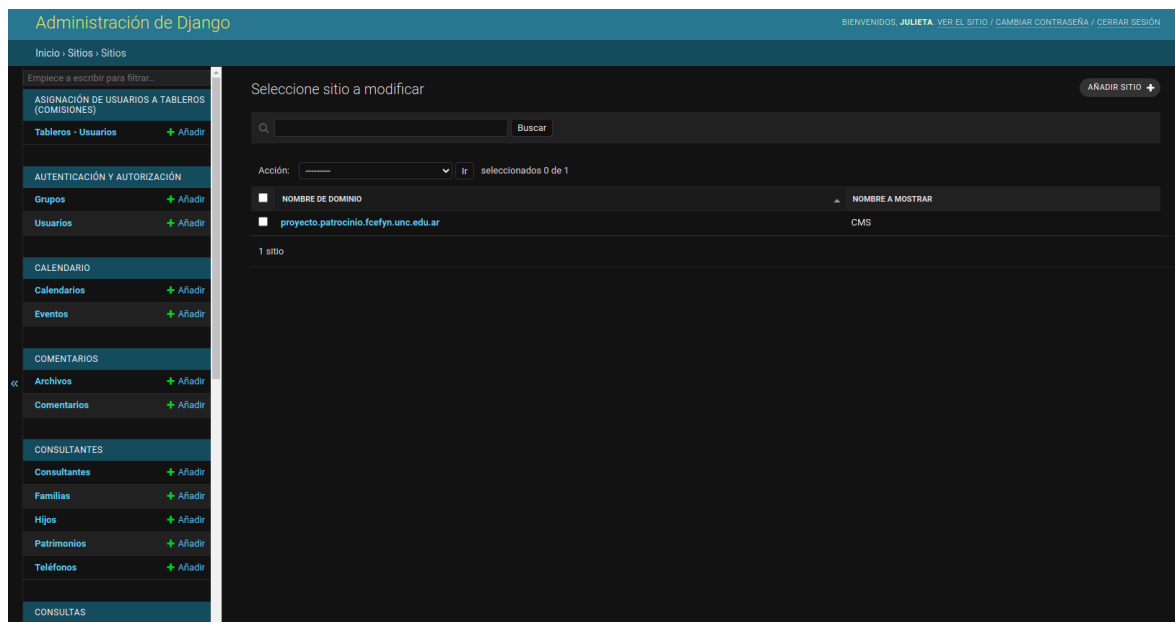 Administración de Django
BIENVENIDOS, JULIETA. VER EL SITIO / CAMBIAR CONTRASEÑA / CERRAR SESIÓN
Inicio › Sitios › Sitios
Empiece a escribir para filtrar...
ASIGNACIÓN DE USUARIOS A TABLEROS
(COMISIONES)
Tableros - Usuarios + Añadir
AUTENTICACIÓN Y AUTORIZACIÓN
Grupos + Añadir
Usuarios + Añadir
CALENDARIO
Calendarios + Añadir
Eventos + Añadir
COMENTARIOS
Archivos + Añadir
Comentarios + Añadir
CONSULTANTES
Consultantes + Añadir
Familias + Añadir
Hijos + Añadir
Patrimonios + Añadir
Teléfonos + Añadir
CONSULTAS
«
Seleccione sitio a modificar
AÑADIR SITIO +
Buscar
Acción: --------- Ir seleccionados 0 de 1
NOMBRE DE DOMINIO NOMBRE A MOSTRAR
proyecto.patrocinio.fcefyn.unc.edu.ar CMS
1 sitio